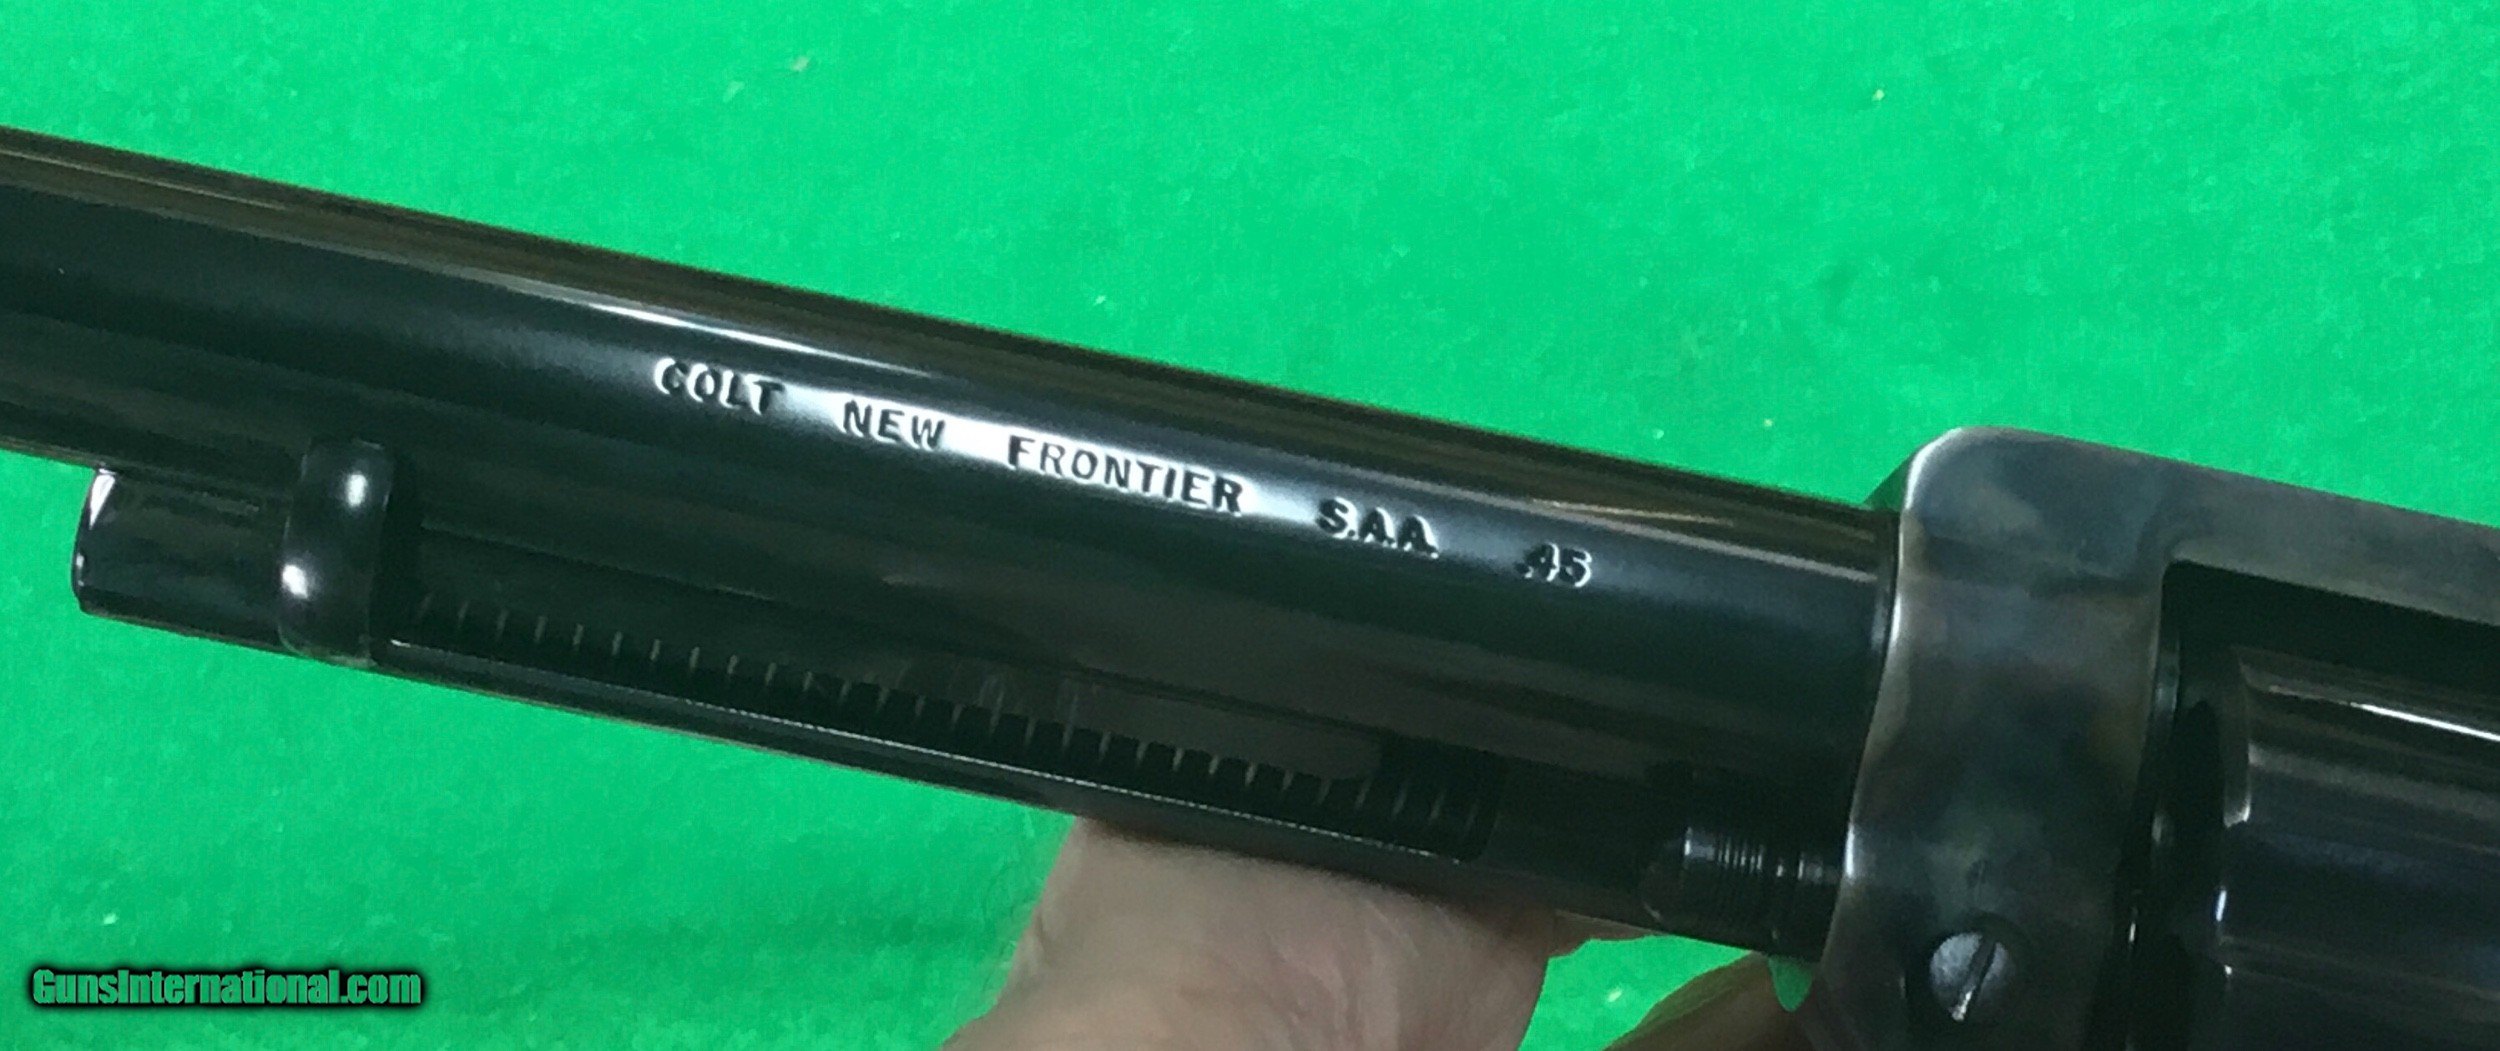 COLT NEW FRONTIER S.A.A. .45
GunsInternational.com